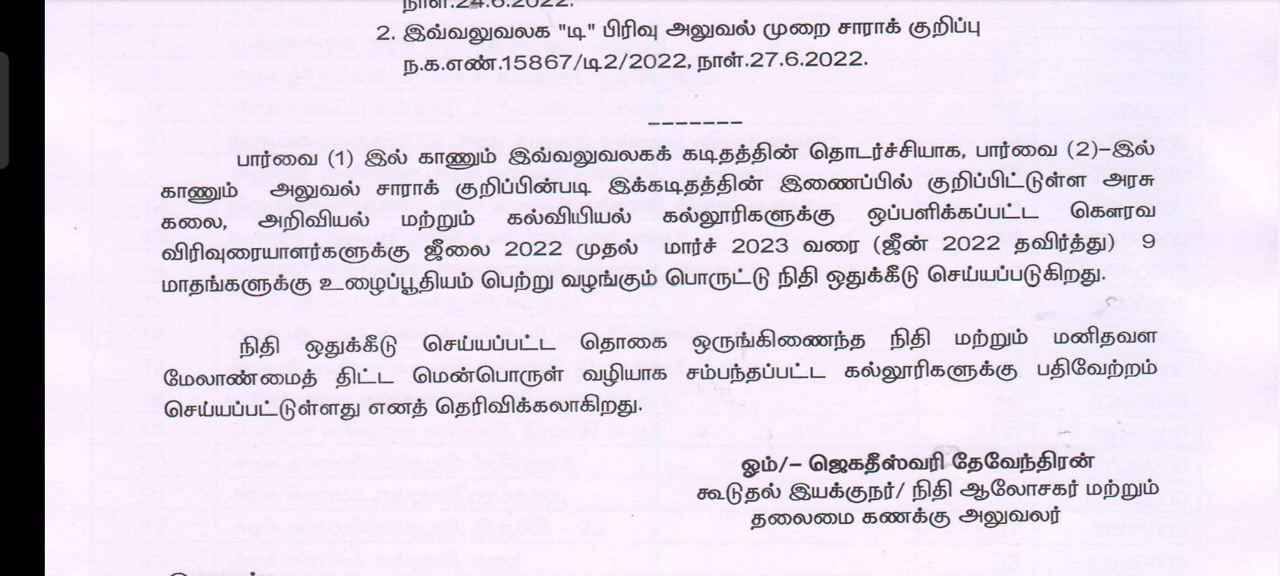 நாள்.24.6.2022.
2. இவ்வலுவலக "டி" பிரிவு அலுவல் முறை சாராக் குறிப்பு
ந.க.எண்.15867/டி2/2022, நாள்.27.6.2022.
-------
பார்வை (1) இல் காணும் இவ்வலுவலகக் கடிதத்தின் தொடர்ச்சியாக, பார்வை (2)-இல்
காணும் அலுவல் சாராக் குறிப்பின்படி இக்கடிதத்தின் இணைப்பில் குறிப்பிட்டுள்ள அரசு
கலை, அறிவியல் மற்றும் கல்வியியல் கல்லூரிகளுக்கு ஒப்பளிக்கப்பட்ட கௌரவ
விரிவுரையாளர்களுக்கு ஜீலை 2022 முதல் மார்ச் 2023 வரை (ஜீன் 2022 தவிர்த்து) 9
மாதங்களுக்கு உழைப்பூதியம் பெற்று வழங்கும் பொருட்டு நிதி ஒதுக்கீடு செய்யப்படுகிறது.
நிதி ஒதுக்கீடு செய்யப்பட்ட தொகை ஒருங்கிணைந்த நிதி மற்றும் மனிதவள
மேலாண்மைத் திட்ட மென்பொருள் வழியாக சம்பந்தப்பட்ட கல்லூரிகளுக்கு பதிவேற்றம்
செய்யப்பட்டுள்ளது எனத் தெரிவிக்கலாகிறது.
ஓம்/- ஜெகதீஸ்வரி தேவேந்திரன்
கூடுதல் இயக்குநர்/ நிதி ஆலோசகர் மற்றும்
தலைமை கணக்கு அலுவலர்